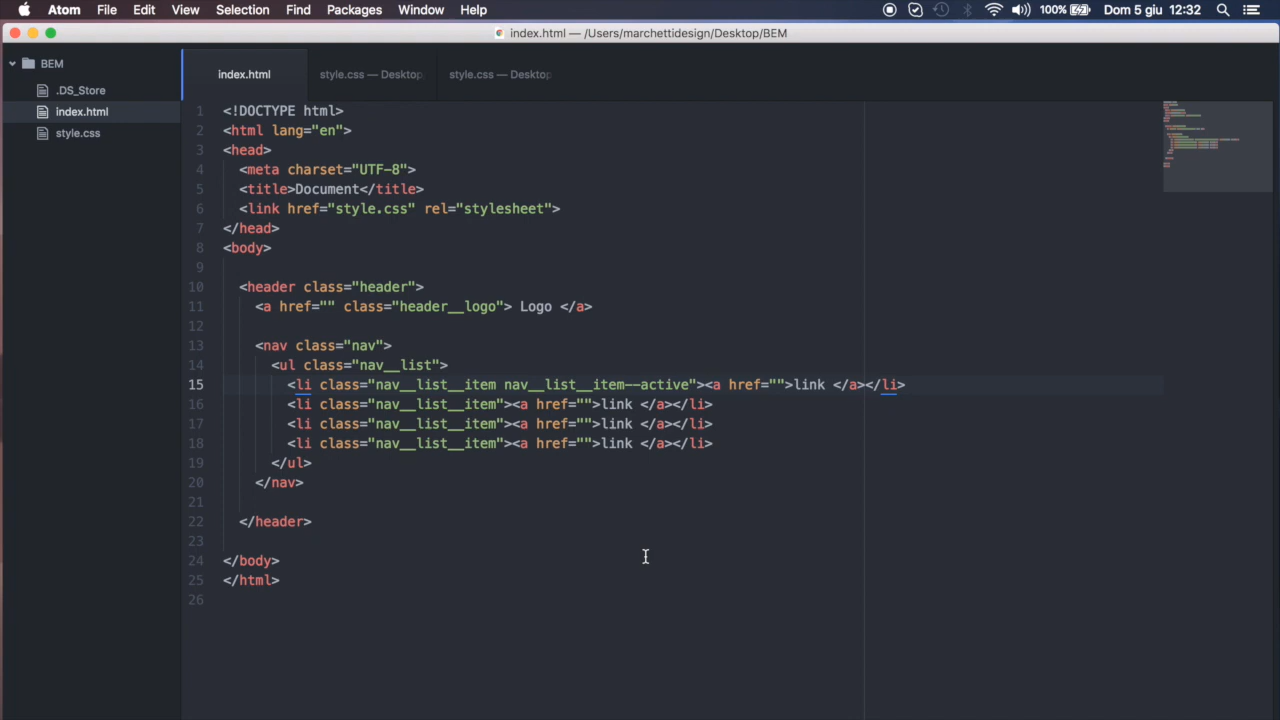 Atom File Edit View Selection Find Packages Window Help 100% Dom 5 giu 12:32
index.html — /Users/marchettidesign/Desktop/BEM
BEM
.DS_Store
index.html
style.css
index.html style.css — Desktop style.css — Desktop
1 <!DOCTYPE html>
2 <html lang="en">
3 <head>
4 <meta charset="UTF-8">
5 <title>Document</title>
6 <link href="style.css" rel="stylesheet">
7 </head>
8 <body>
9
10 <header class="header">
11 <a href="" class="header__logo"> Logo </a>
12
13 <nav class="nav">
14 <ul class="nav__list">
15 <li class="nav__list__item nav__list__item--active"><a href="">link </a></li>
16 <li class="nav__list__item"><a href="">link </a></li>
17 <li class="nav__list__item"><a href="">link </a></li>
18 <li class="nav__list__item"><a href="">link </a></li>
19 </ul>
20 </nav>
21
22 </header>
23
24 </body>
25 </html>
26